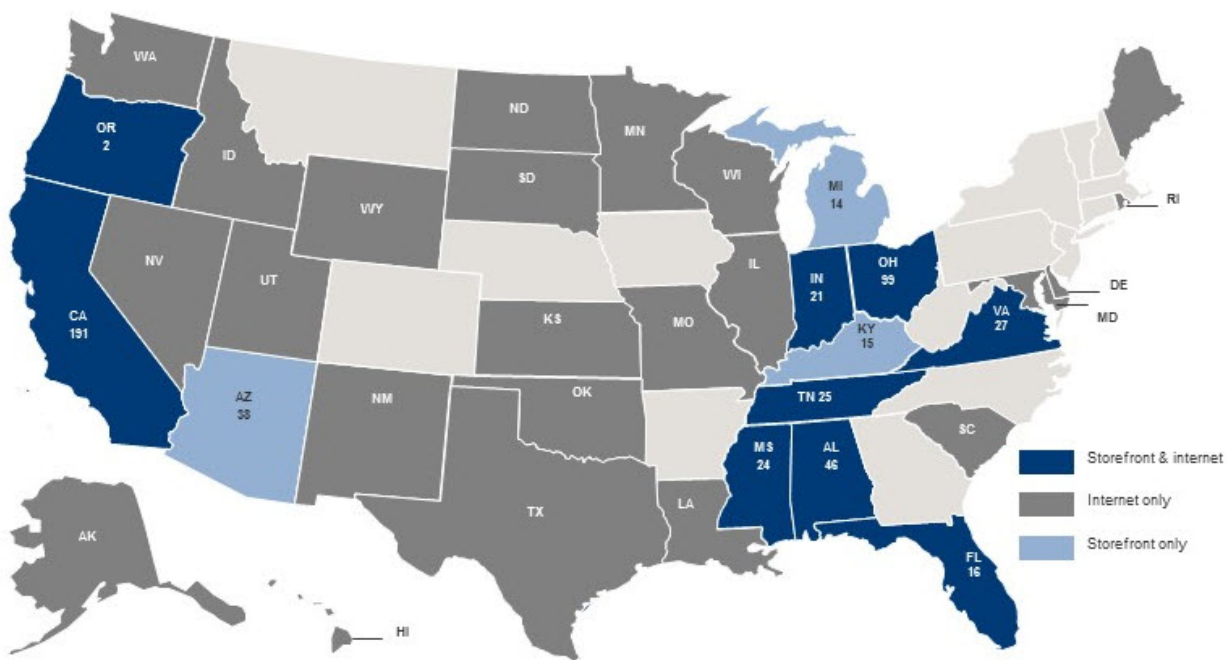 WA
OR
2
ID
ND
MN
SD
WY
WI
MI
14
RI
NV
UT
CA
191
KS
IL
MO
IN
21
OH
99
KY
15
VA
27
DE
MD
AZ
38
NM
OK
TN 25
MS
24
AL
46
SC
LA
TX
FL
16
AK
HI
Storefront & internet
Internet only
Storefront only